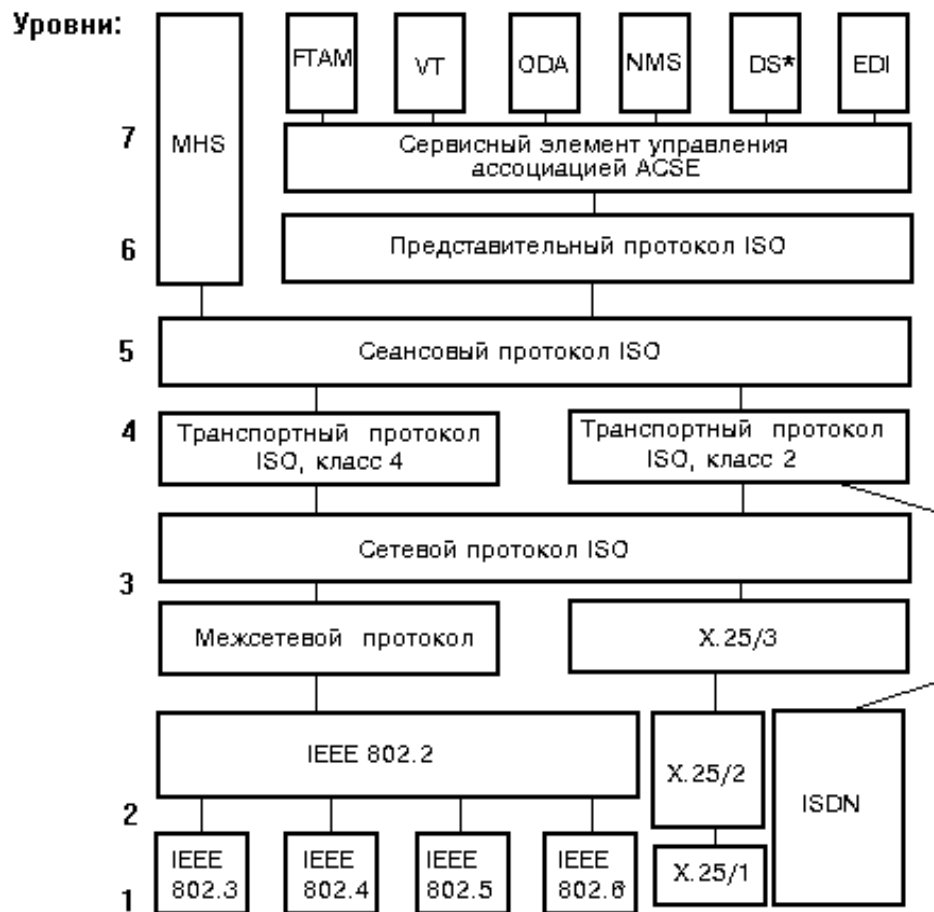 Уровни:
FTAM
VT
ODA
NMS
DS*
EDI
7
MHS
Сервисный элемент управления
ассоциацией ACSE
6
Представительный протокол ISO
5
Сеансовый протокол ISO
4
Транспортный протокол
ISO, класс 4
Транспортный протокол
ISO, класс 2
Сетевой протокол ISO
3
Межсетевой протокол
X.25/3
IEEE 802.2
X.25/2
ISDN
2
IEEE
802.3
IEEE
802.4
IEEE
802.5
IEEE
802.6*
X.25/1
1